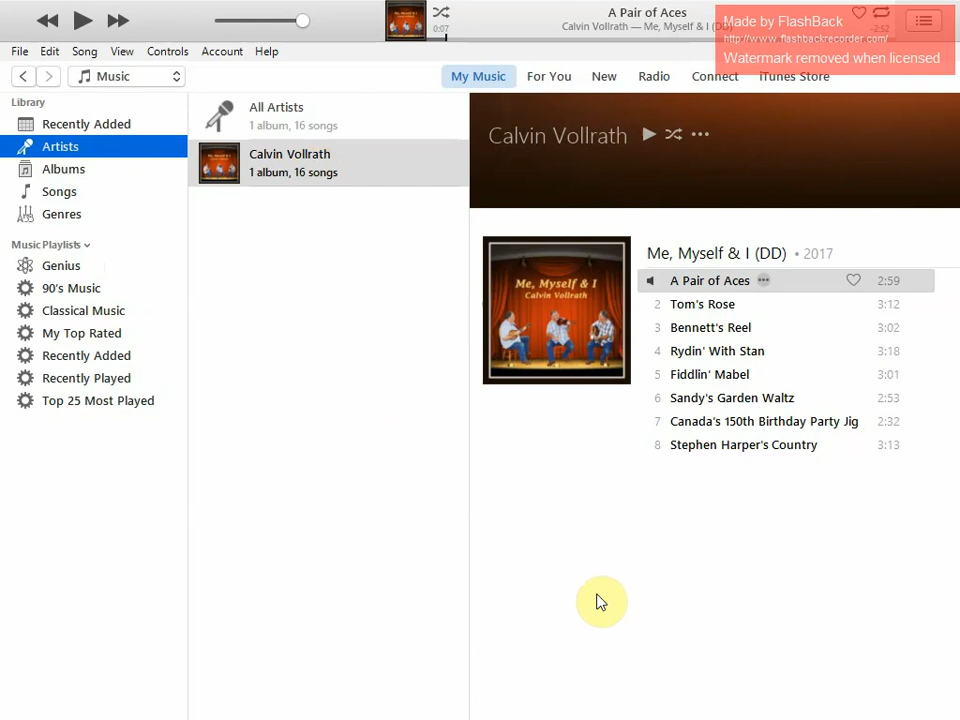 A Pair of Aces
Calvin Vollrath — Me, Myself & I (DD)
0:07
-2:52
Made by FlashBack
http://www.flashbackrecorder.com/
Watermark removed when licensed
File Edit Song View Controls Account Help
Music
My Music For You New Radio Connect iTunes Store
Library
Recently Added
Artists
Albums
Songs
Genres
Music Playlists
Genius
90's Music
Classical Music
My Top Rated
Recently Added
Recently Played
Top 25 Most Played
All Artists
1 album, 16 songs
Calvin Vollrath
1 album, 16 songs
Calvin Vollrath
Me, Myself & I
Calvin Vollrath
Me, Myself & I (DD) • 2017
A Pair of Aces 2:59
2 Tom's Rose 3:12
3 Bennett's Reel 3:02
4 Rydin' With Stan 3:18
5 Fiddlin' Mabel 3:01
6 Sandy's Garden Waltz 2:53
7 Canada's 150th Birthday Party Jig 2:32
8 Stephen Harper's Country 3:13